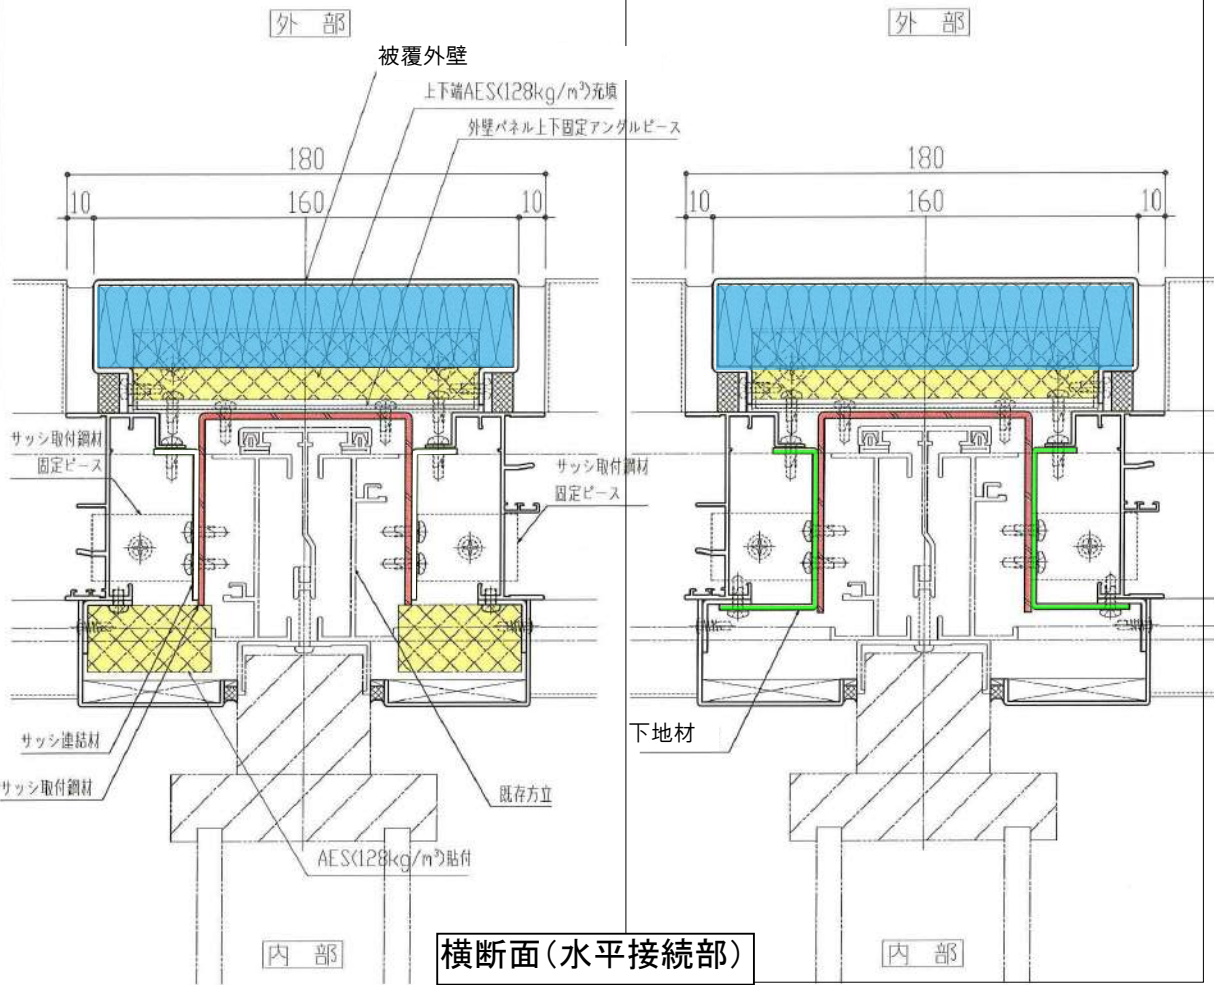 外 部
外 部
被覆外壁
上下端AES(128kg/m³)充填
外壁パネル上下固定アングルピース
180
180
10
160
10
10
160
10
サッシ取付鋼材
固定ピース
サッシ取付鋼材
固定ピース
下地材
サッシ連結材
サッシ取付鋼材
既存方立
AES(128kg/m³)貼付
内 部
横断面(水平接続部)
内 部